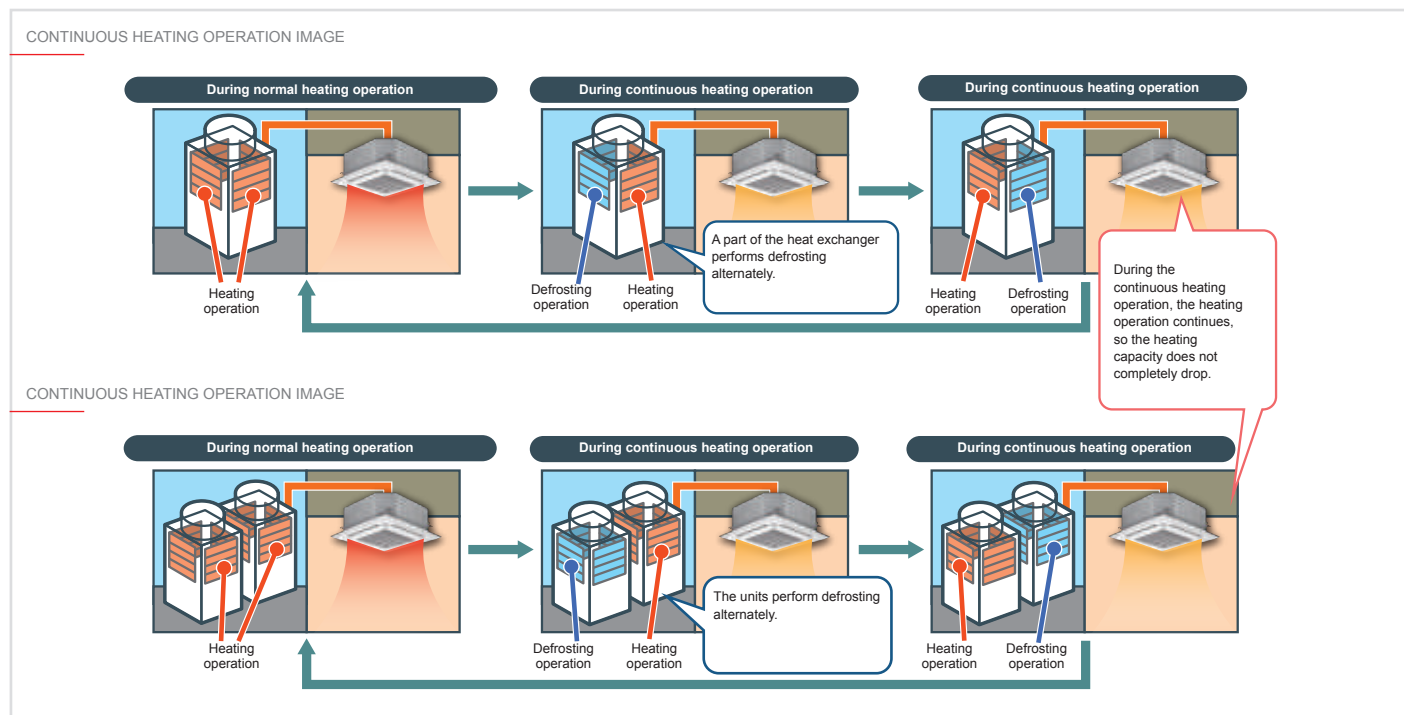 CONTINUOUS HEATING OPERATION IMAGE
During normal heating operation
During continuous heating operation
During continuous heating operation
Heating
operation
Defrosting
operation
Heating
operation
A part of the heat exchanger
performs defrosting
alternately.
Heating
operation
Defrosting
operation
During the
continuous heating
operation, the heating
operation continues,
so the heating
capacity does not
completely drop.
CONTINUOUS HEATING OPERATION IMAGE
During normal heating operation
During continuous heating operation
During continuous heating operation
Heating
operation
Defrosting
operation
Heating
operation
The units perform defrosting
alternately.
Heating
operation
Defrosting
operation